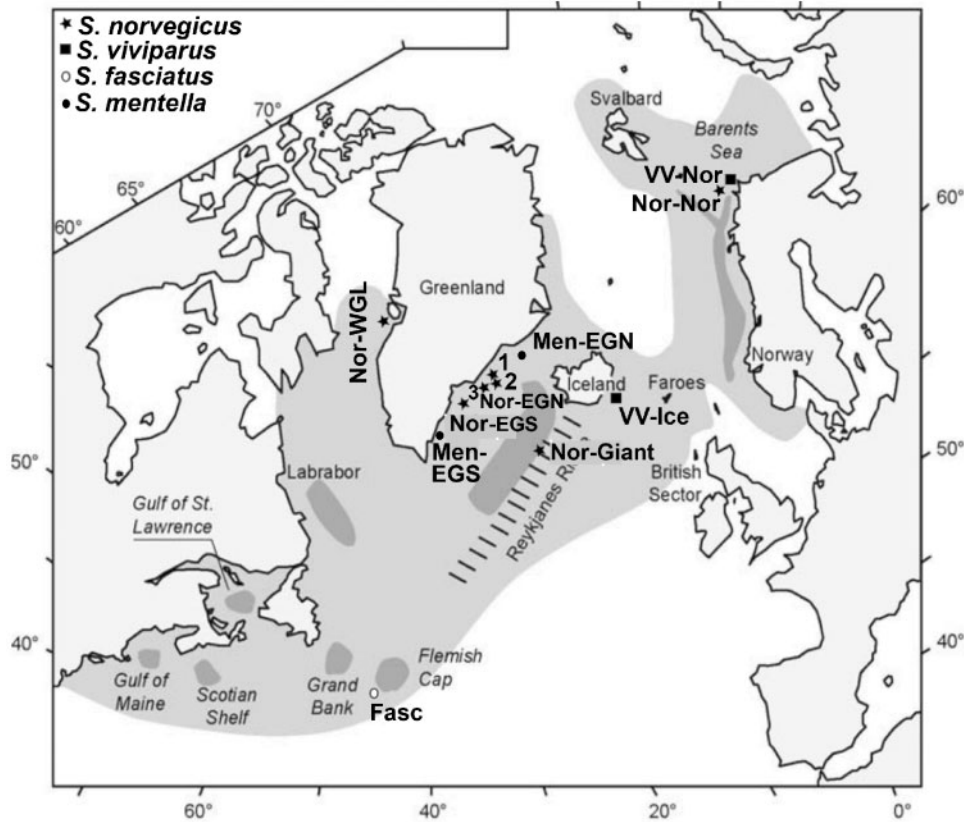 S. norvegicus
S. viviparus
S. fasciatus
S. mentella
70°
65°
60°
Svalbard
Barents
Sea
VV-Nor
Nor-Nor
60°
Greenland
Nor-WGL
Men-EGN
1
2
3
Nor-EGN
Iceland
Faroes
Norway
Nor-EGS
VV-Ice
Men-
EGS
Nor-Giant
50°
50°
Labrabor
British
Sector
Gulf of St.
Lawrence
40°
40°
Gulf of
Maine
Scotian
Shelf
Grand
Bank
Flemish
Cap
Fasc
60°
50°
40°
30°
20°
10°
0°